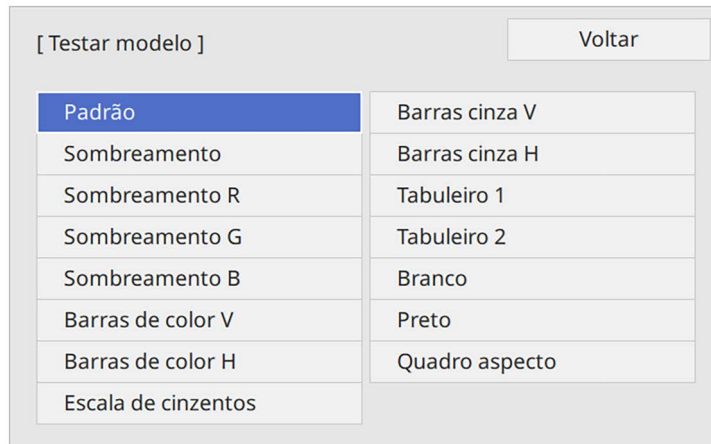 [ Testar modelo ]
Voltar
Padrão
Sombreamento
Sombreamento R
Sombreamento G
Sombreamento B
Barras de color V
Barras de color H
Escala de cinzentos
Barras cinza V
Barras cinza H
Tabuleiro 1
Tabuleiro 2
Branco
Preto
Quadro aspecto